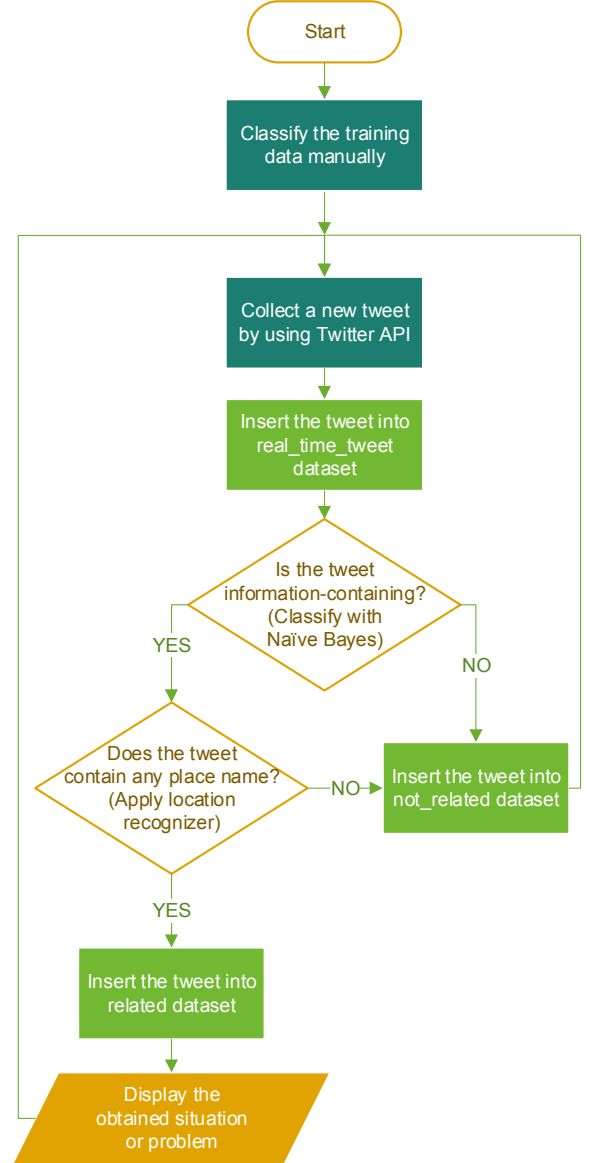 Start
Classify the training
data manually
Collect a new tweet
by using Twitter API
Insert the tweet into
real_time_tweet
dataset
Is the tweet
information-containing?
(Classify with
Naïve Bayes)
YES
NO
Does the tweet
contain any place name?
(Apply location
recognizer)
NO
Insert the tweet into
not_related dataset
YES
Insert the tweet into
related dataset
Display the
obtained situation
or problem